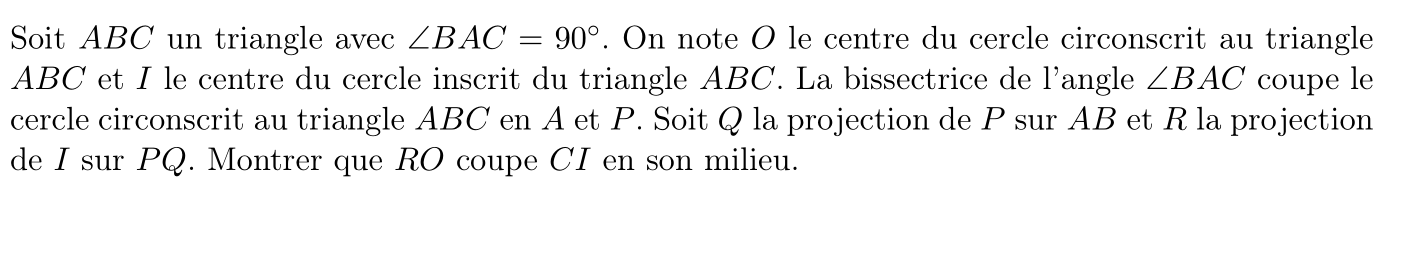 Soit ABC un triangle avec ∠BAC = 90°. On note O le centre du cercle circonscrit au triangle
ABC et I le centre du cercle inscrit du triangle ABC. La bissectrice de l'angle ∠BAC coupe le
cercle circonscrit au triangle ABC en A et P. Soit Q la projection de P sur AB et R la projection
de I sur PQ. Montrer que RO coupe CI en son milieu.